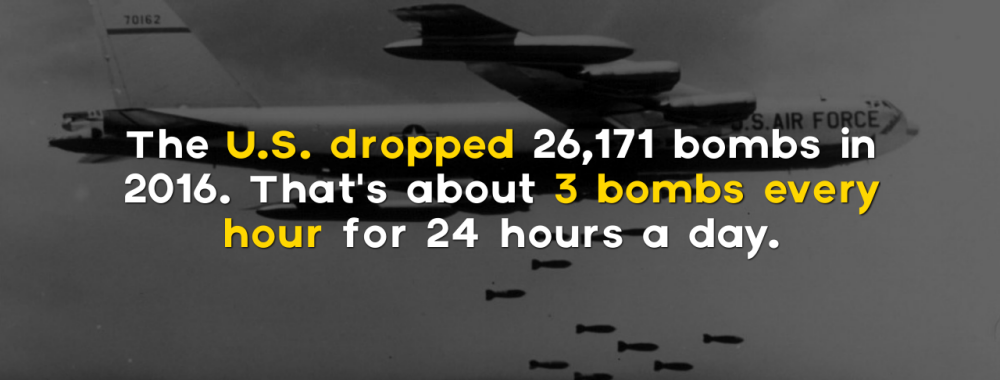 70162
U.S. AIR FORCE
The U.S. dropped 26,171 bombs in
2016. That's about 3 bombs every
hour for 24 hours a day.